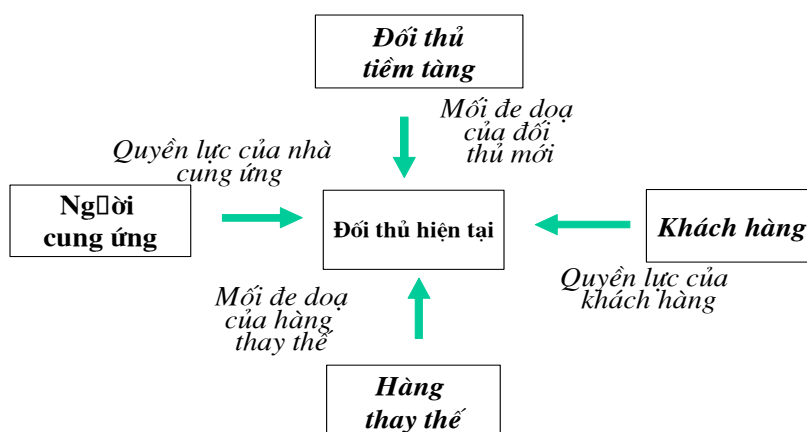 Đối thủ
tiềm tàng
Mối đe doạ
của đối
thủ mới
Quyền lực của nhà
cung ứng
Ng□ời
cung ứng
Đối thủ hiện tại
Khách hàng
Quyền lực của
khách hàng
Mối đe doạ
của hàng
thay thế
Hàng
thay thế